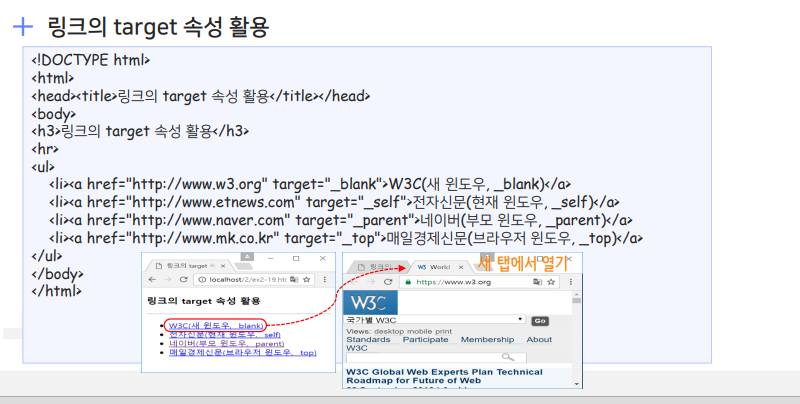 링크의 target 속성 활용
<!DOCTYPE html>
<html>
<head><title>링크의 target 속성 활용</title></head>
<body>
<h3>링크의 target 속성 활용</h3>
<hr>
<ul>
<li><a href="http://www.w3.org" target="_blank">W3C(새 윈도우, _blank)</a>
<li><a href="http://www.etnews.com" target="_self">전자신문(현재 윈도우, _self)</a>
<li><a href="http://www.naver.com" target="_parent">네이버(부모 윈도우, _parent)</a>
<li><a href="http://www.mk.co.kr" target="_top">매일경제신문(브라우저 윈도우, _top)</a>
</ul>
</body>
</html>
링크의 target 속
localhost/2/ex2-19.ht
링크의 target 속성 활용
W3C(새 윈도우, _blank)
전자신문(현재 윈도우, _self)
네이버(부모 윈도우, _parent)
매일경제신문(브라우저 윈도우, _top)
링크의
W3 World
새 탭에서 열기
https://www.w3.org
W3C
국가별 W3C
Go
Views: desktop mobile print
Standards Participate Membership About
W3C
W3C Global Web Experts Plan Technical
Roadmap for Future of Web